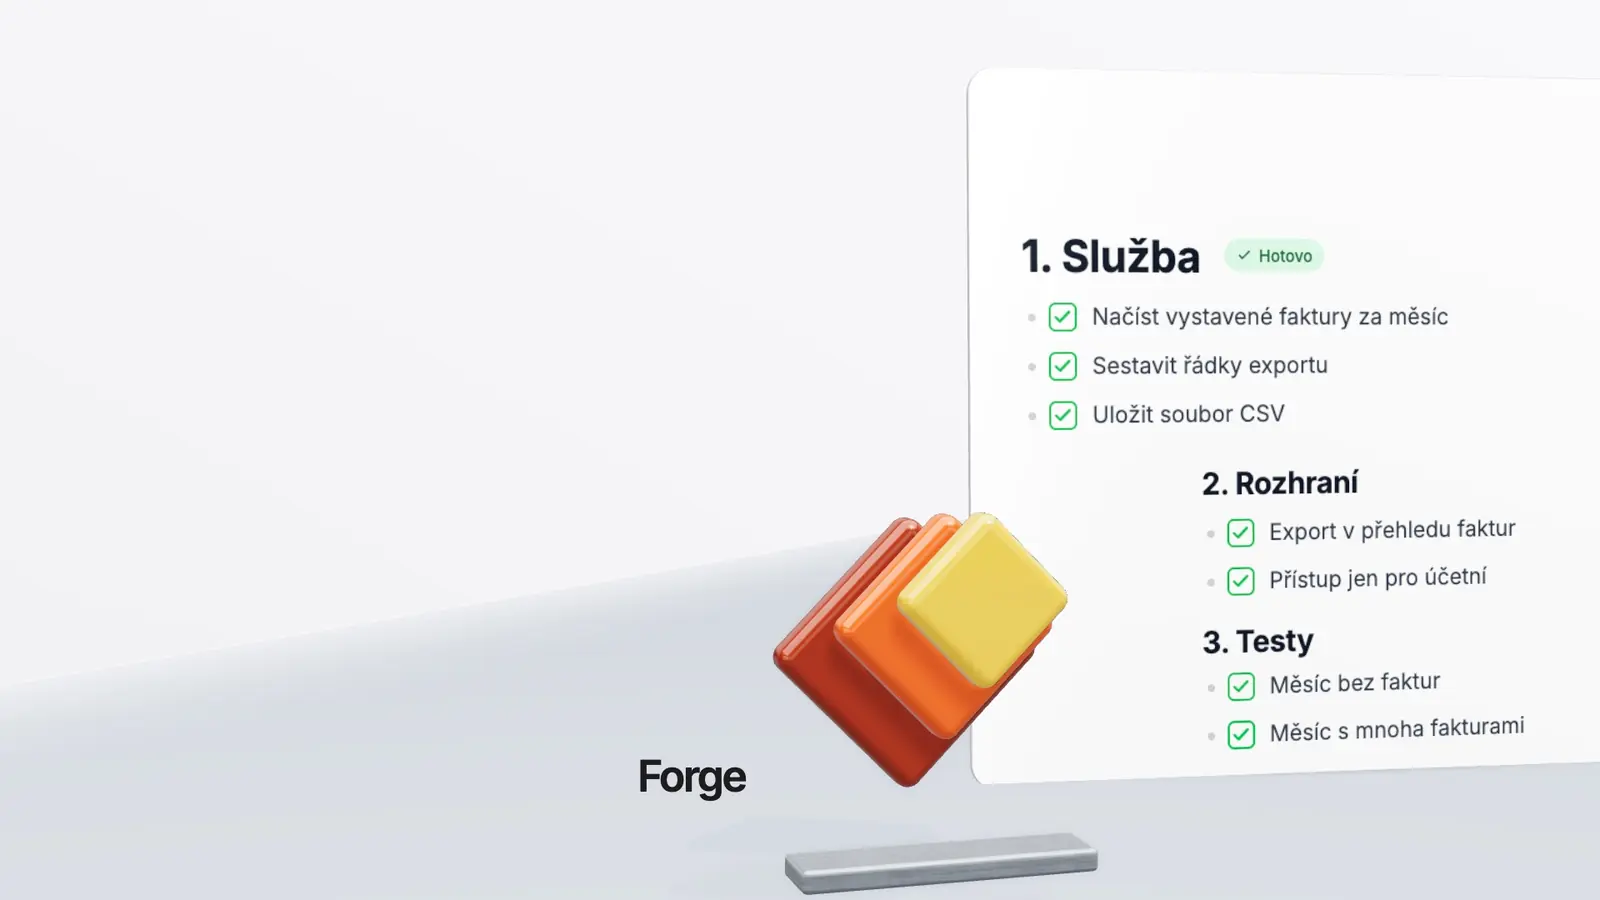 1. Služba
✓ Hotovo
Načíst vystavené faktury za měsíc
Sestavit řádky exportu
Uložit soubor CSV
2. Rozhraní
Export v přehledu faktur
Přístup jen pro účetní
3. Testy
Měsíc bez faktur
Měsíc s mnoha fakturami
Forge